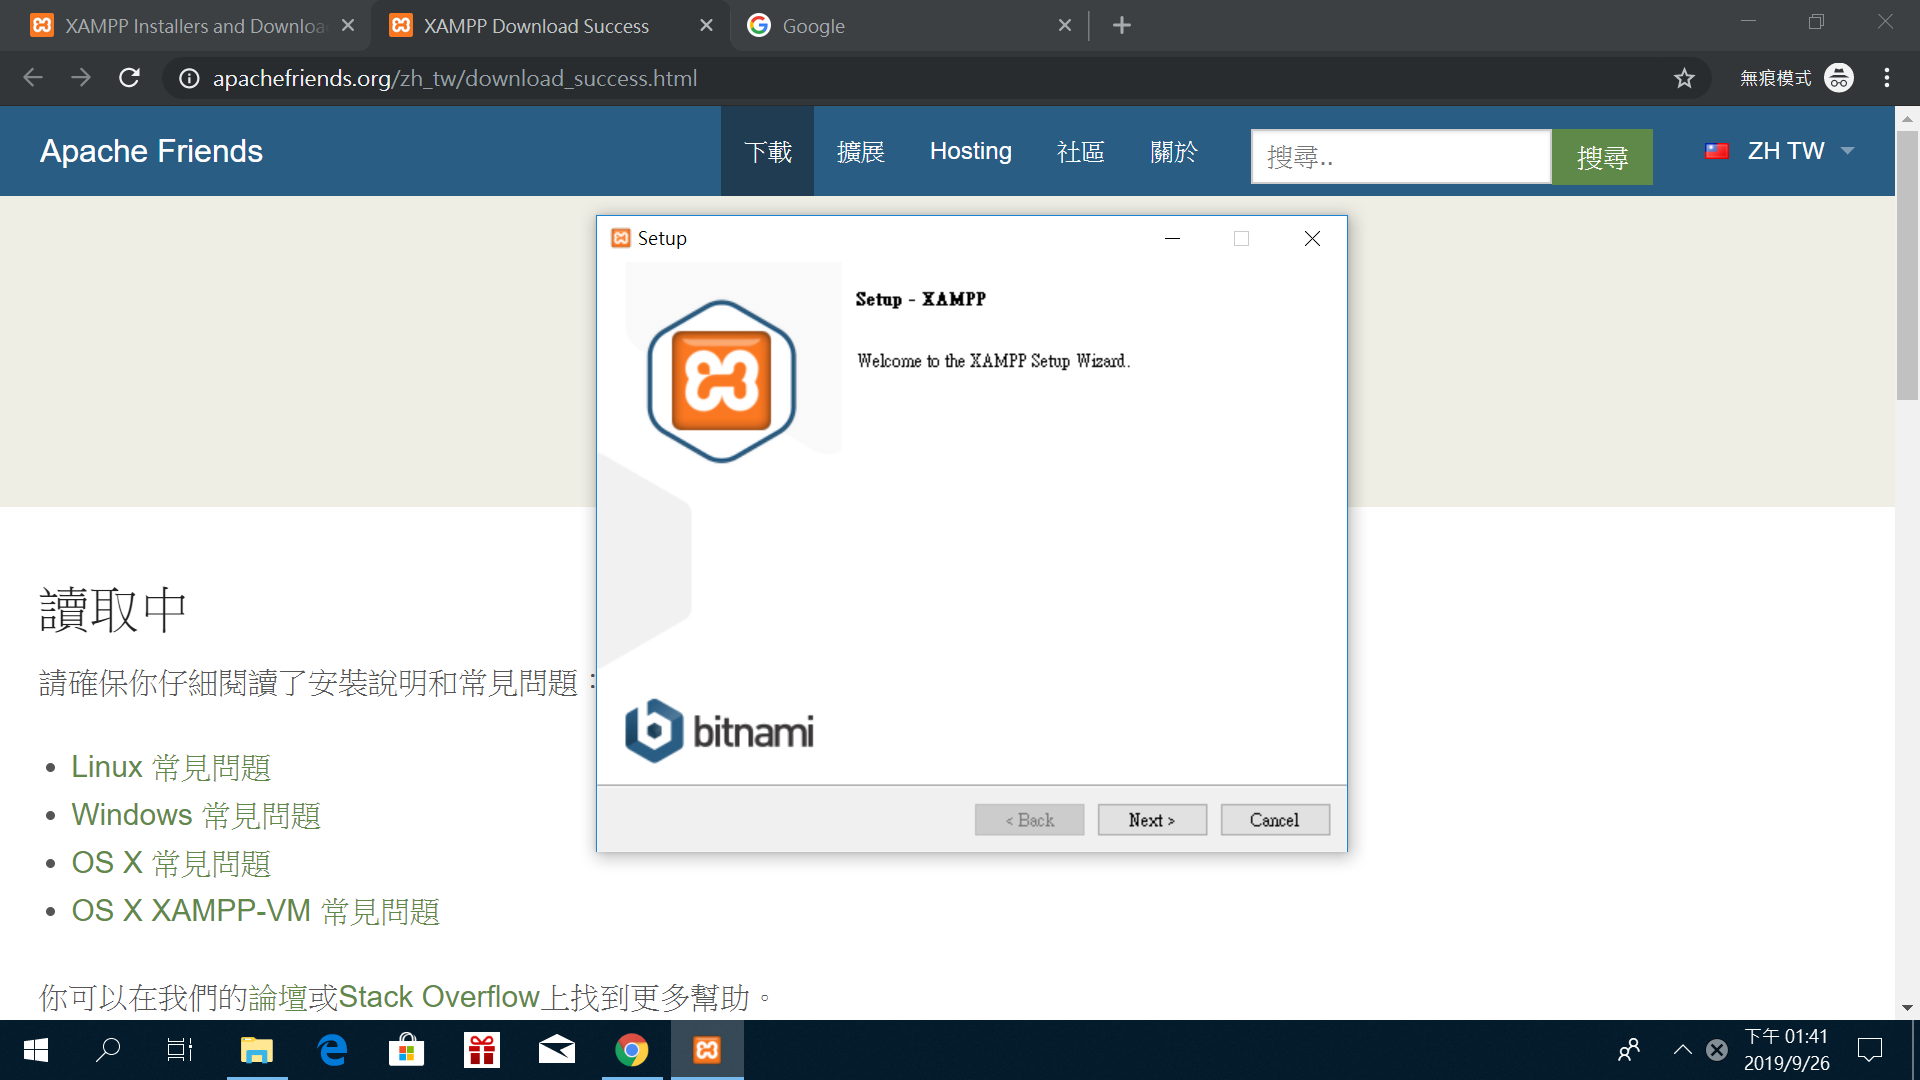 XAMPP Installers and Downloa
XAMPP Download Success
Google
apachefriends.org/zh_tw/download_success.html
無痕模式
Apache Friends
下載
擴展
Hosting
社區
關於
搜尋..
搜尋
ZH TW
Setup
Setup - XAMPP
Welcome to the XAMPP Setup Wizard.
bitnami
< Back
Next >
Cancel
讀取中
請確保你仔細閱讀了安裝說明和常見問題：
Linux 常見問題
Windows 常見問題
OS X 常見問題
OS X XAMPP-VM 常見問題
你可以在我們的論壇或Stack Overflow上找到更多幫助。
下午 01:41
2019/9/26